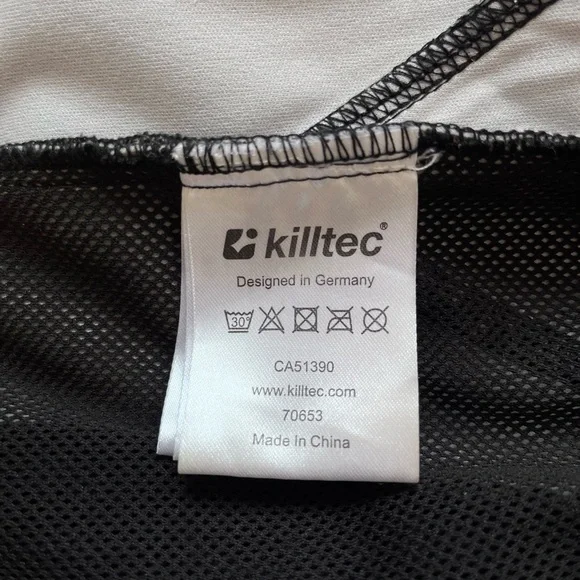 killtec®
Designed in Germany
30°
CA51390
www.killtec.com
70653
Made In China